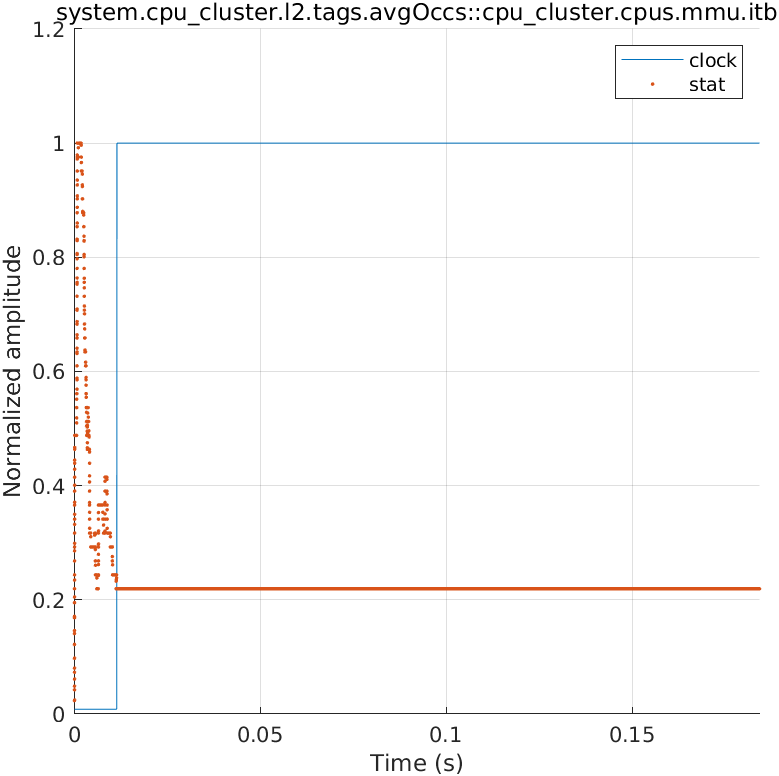 system.cpu_cluster.l2.tags.avgOccs::cpu_cluster.cpus.mmu.itb
1.2
clock
stat
1
0.8
Normalized amplitude
0.6
0.4
0.2
0
0
0.05
0.1
0.15
Time (s)